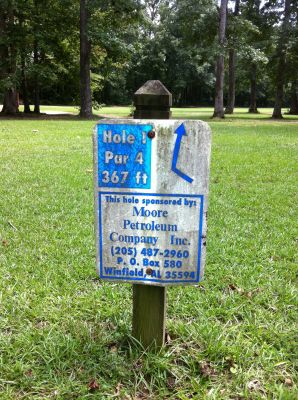 Hole 1
Par 4
367 ft
This hole sponsored by:
Moore
Petroleum
Company Inc.
(205) 487-2960
P. O. Box 580
Winfield, AL 35594